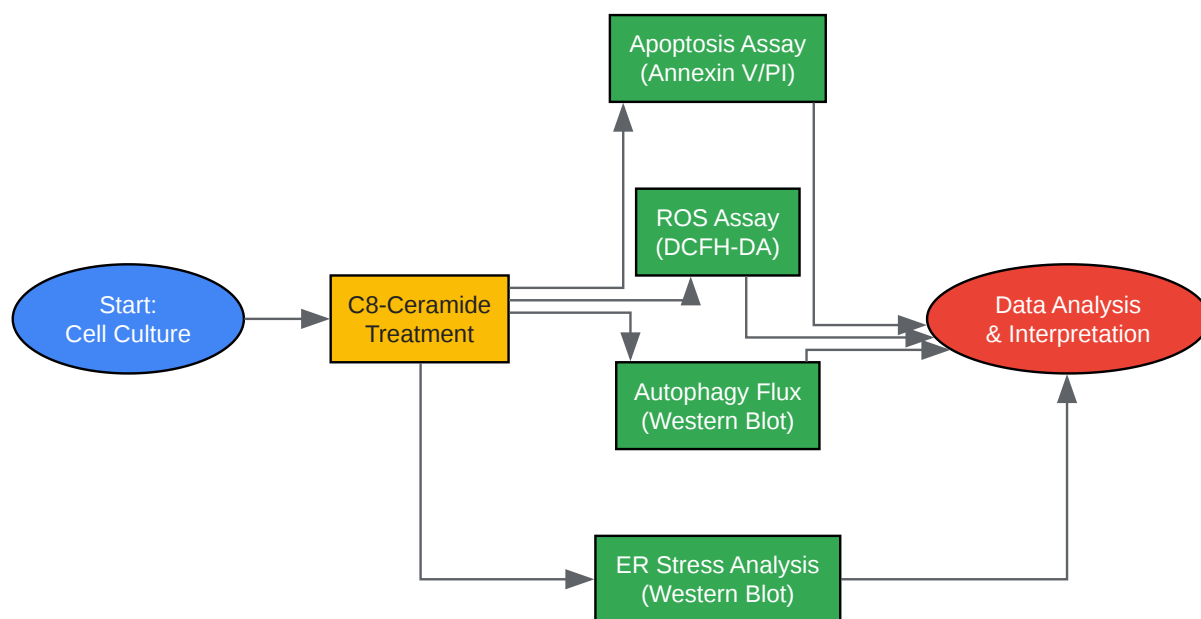 Start:
Cell Culture
C8-Ceramide
Treatment
Apoptosis Assay
(Annexin V/PI)
ROS Assay
(DCFH-DA)
Autophagy Flux
(Western Blot)
ER Stress Analysis
(Western Blot)
Data Analysis
& Interpretation